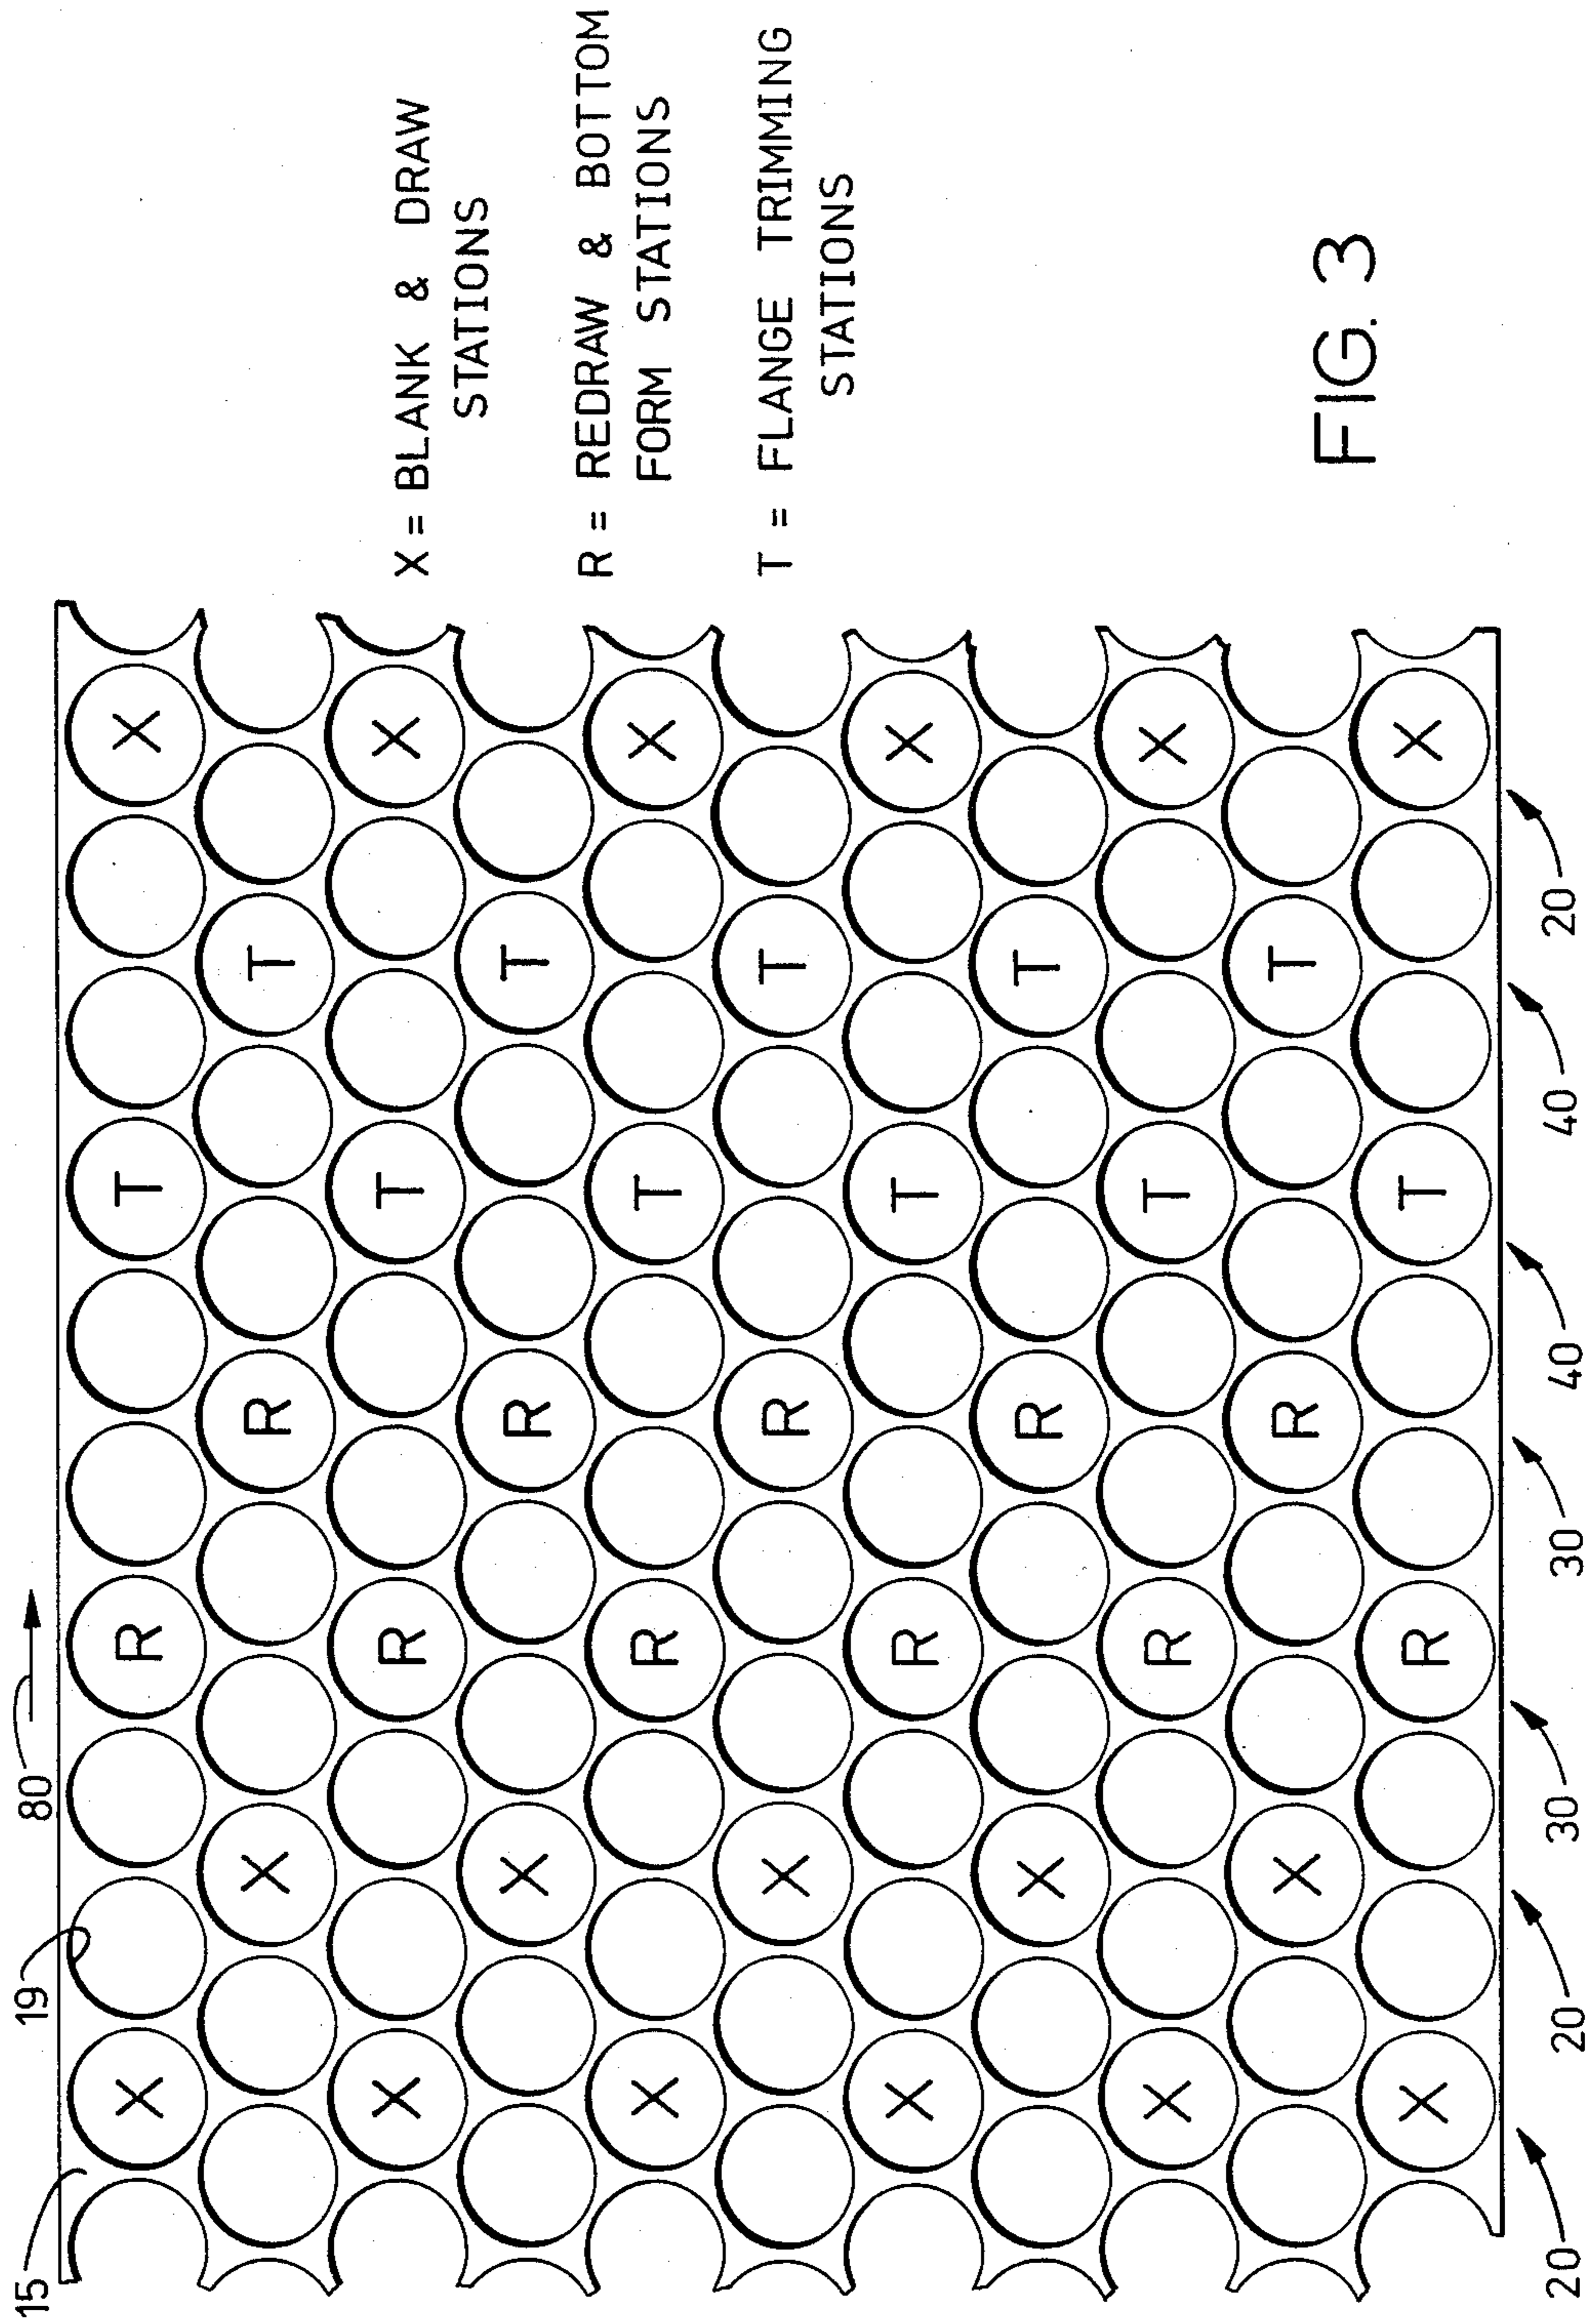 15
19
80
X X X X X X
X X X X X
R R R R R R
R R R R R
T T T T T T
T T T T T
X X X X X X
20
20
30
30
40
40
20
X = BLANK & DRAW
STATIONS
R = REDRAW & BOTTOM
FORM STATIONS
T = FLANGE TRIMMING
STATIONS
FIG. 3